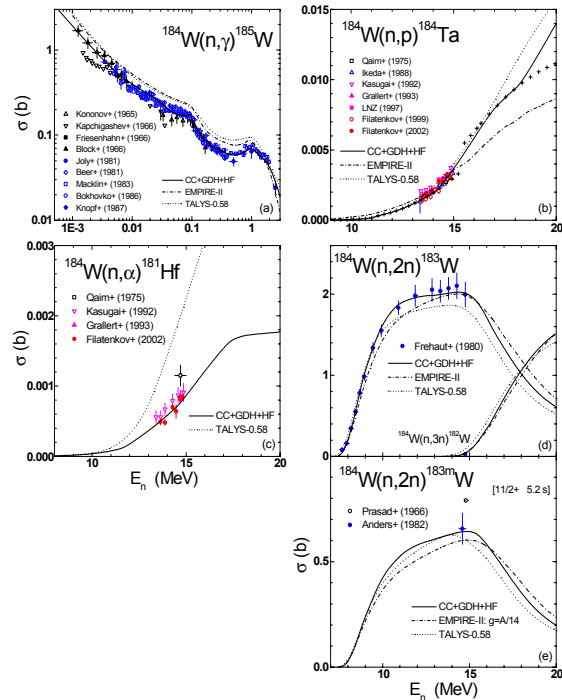 ¹⁸⁴W(n,γ)¹⁸⁵W
σ (b)
1
0.1
0.01
1E-3 0.01 0.1 1
Kononov+ (1965)
Kapchigashev+ (1966)
Friesenhahn+ (1966)
Block+ (1966)
Joly+ (1981)
Beer+ (1981)
Macklin+ (1983)
Bokhovko+ (1986)
Knopf+ (1987)
CC+GDH+HF
EMPIRE-II
TALYS-0.58
(a)
¹⁸⁴W(n,p)¹⁸⁴Ta
0.015
0.010
0.005
0.000
10 15 20
Qaim+ (1975)
Ikeda+ (1988)
Kasugai+ (1992)
Grallert+ (1993)
LNZ (1997)
Filatenkov+ (1999)
Filatenkov+ (2002)
CC+GDH+HF
EMPIRE-II
TALYS-0.58
(b)
¹⁸⁴W(n,α)¹⁸¹Hf
σ (b)
0.003
0.002
0.001
0.000
10 15 20
Eₙ (MeV)
Qaim+ (1975)
Kasugai+ (1992)
Grallert+ (1993)
Filatenkov+ (2002)
CC+GDH+HF
TALYS-0.58
(c)
¹⁸⁴W(n,2n)¹⁸³W
2
1
0
Frehaut+ (1980)
CC+GDH+HF
EMPIRE-II
TALYS-0.58
¹⁸⁴W(n,3n)¹⁸²W
(d)
10 15 20
¹⁸⁴W(n,2n)¹⁸³ᵐW
[11/2+ 5.2 s]
σ (b)
0.5
0.0
Prasad+ (1966)
Anders+ (1982)
CC+GDH+HF
EMPIRE-II: g=A/14
TALYS-0.58
(e)
10 15 20
Eₙ (MeV)